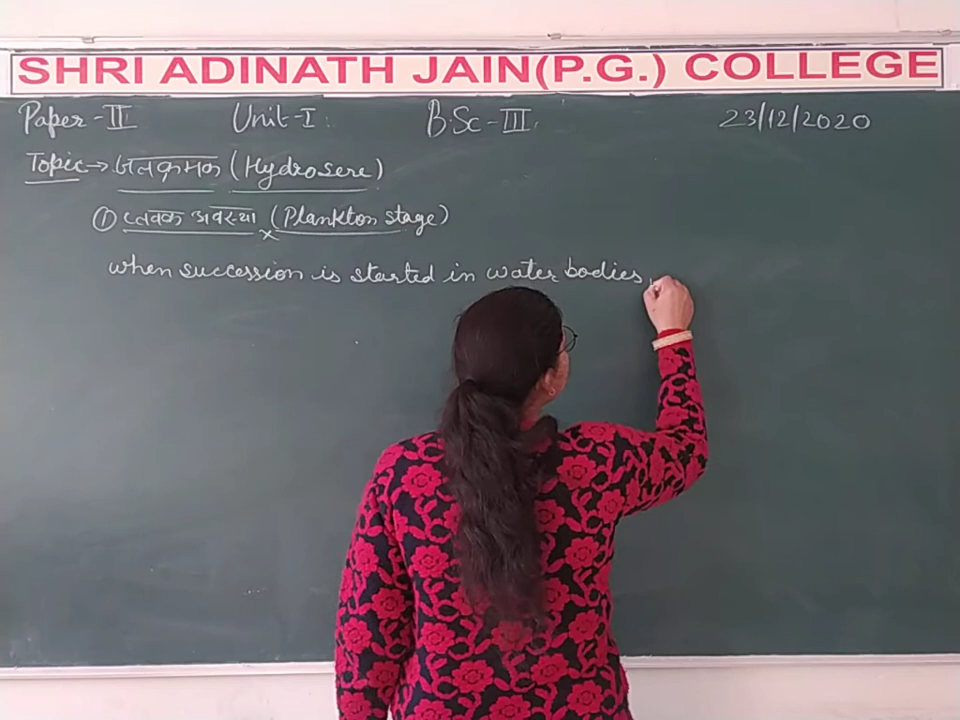 SHRI ADINATH JAIN(P.G.) COLLEGE
Paper-II Unit-I B.Sc-III 23/12/2020
Topic→ जलक्रमक (Hydrosere)
① प्लवक अवस्था (Plankton stage)
when succession is started in water bodies